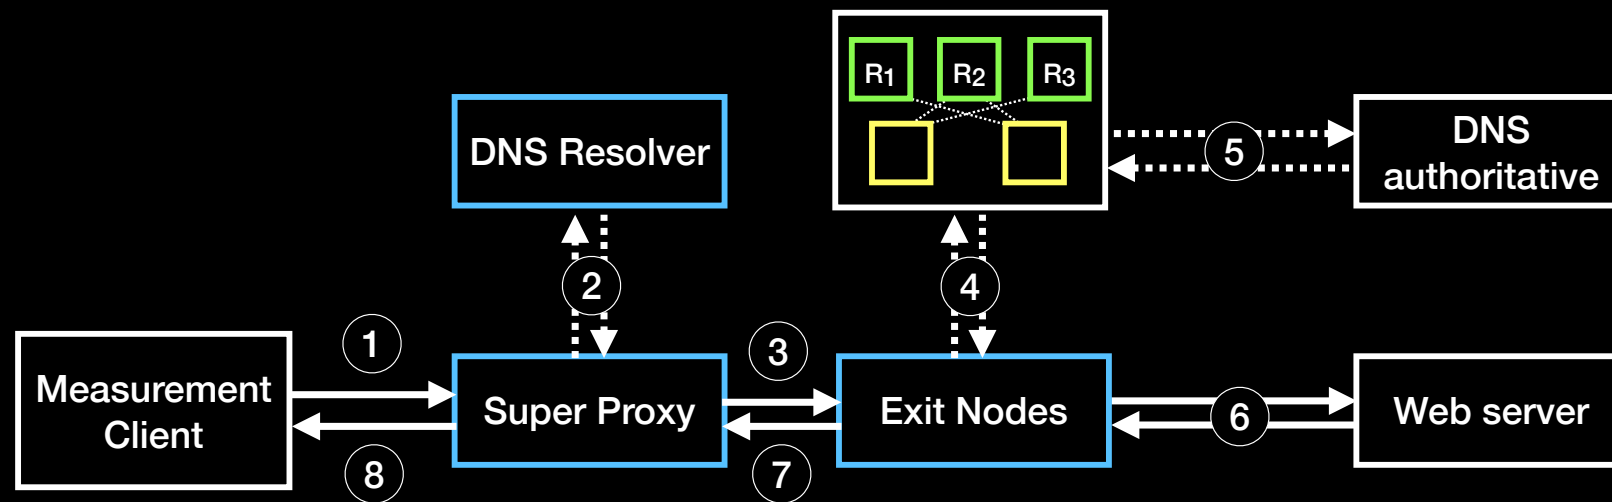 R1 R2 R3
DNS Resolver
DNS
authoritative
5
2
4
1
3
Measurement
Client
Super Proxy
Exit Nodes
6
Web server
8
7